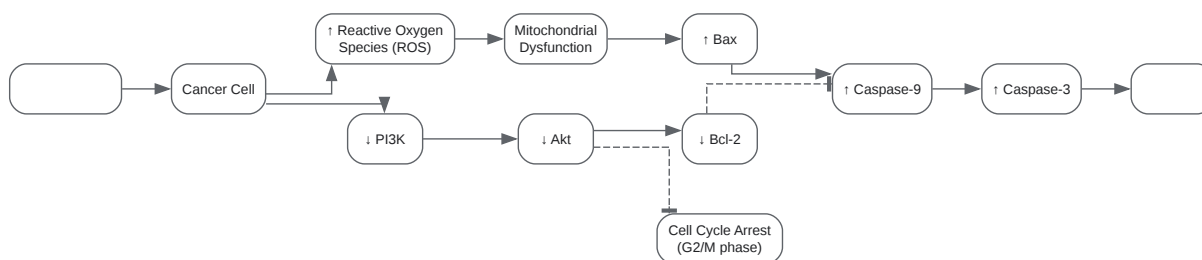 ↑ Reactive Oxygen
Species (ROS)
Mitochondrial
Dysfunction
↑ Bax
Cancer Cell
↑ Caspase-9
↑ Caspase-3
↓ PI3K
↓ Akt
↓ Bcl-2
Cell Cycle Arrest
(G2/M phase)